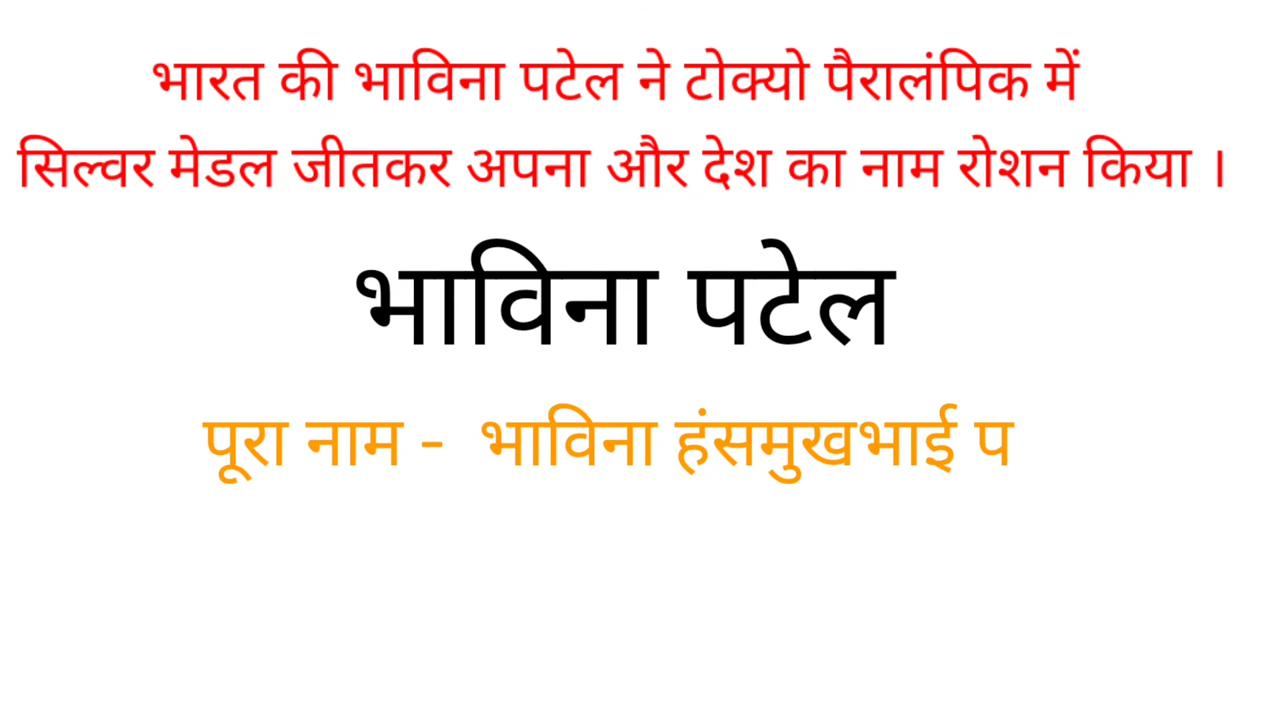 भारत की भाविना पटेल ने टोक्यो पैरालंपिक में
सिल्वर मेडल जीतकर अपना और देश का नाम रोशन किया ।
भाविना पटेल
पूरा नाम - भाविना हंसमुखभाई प